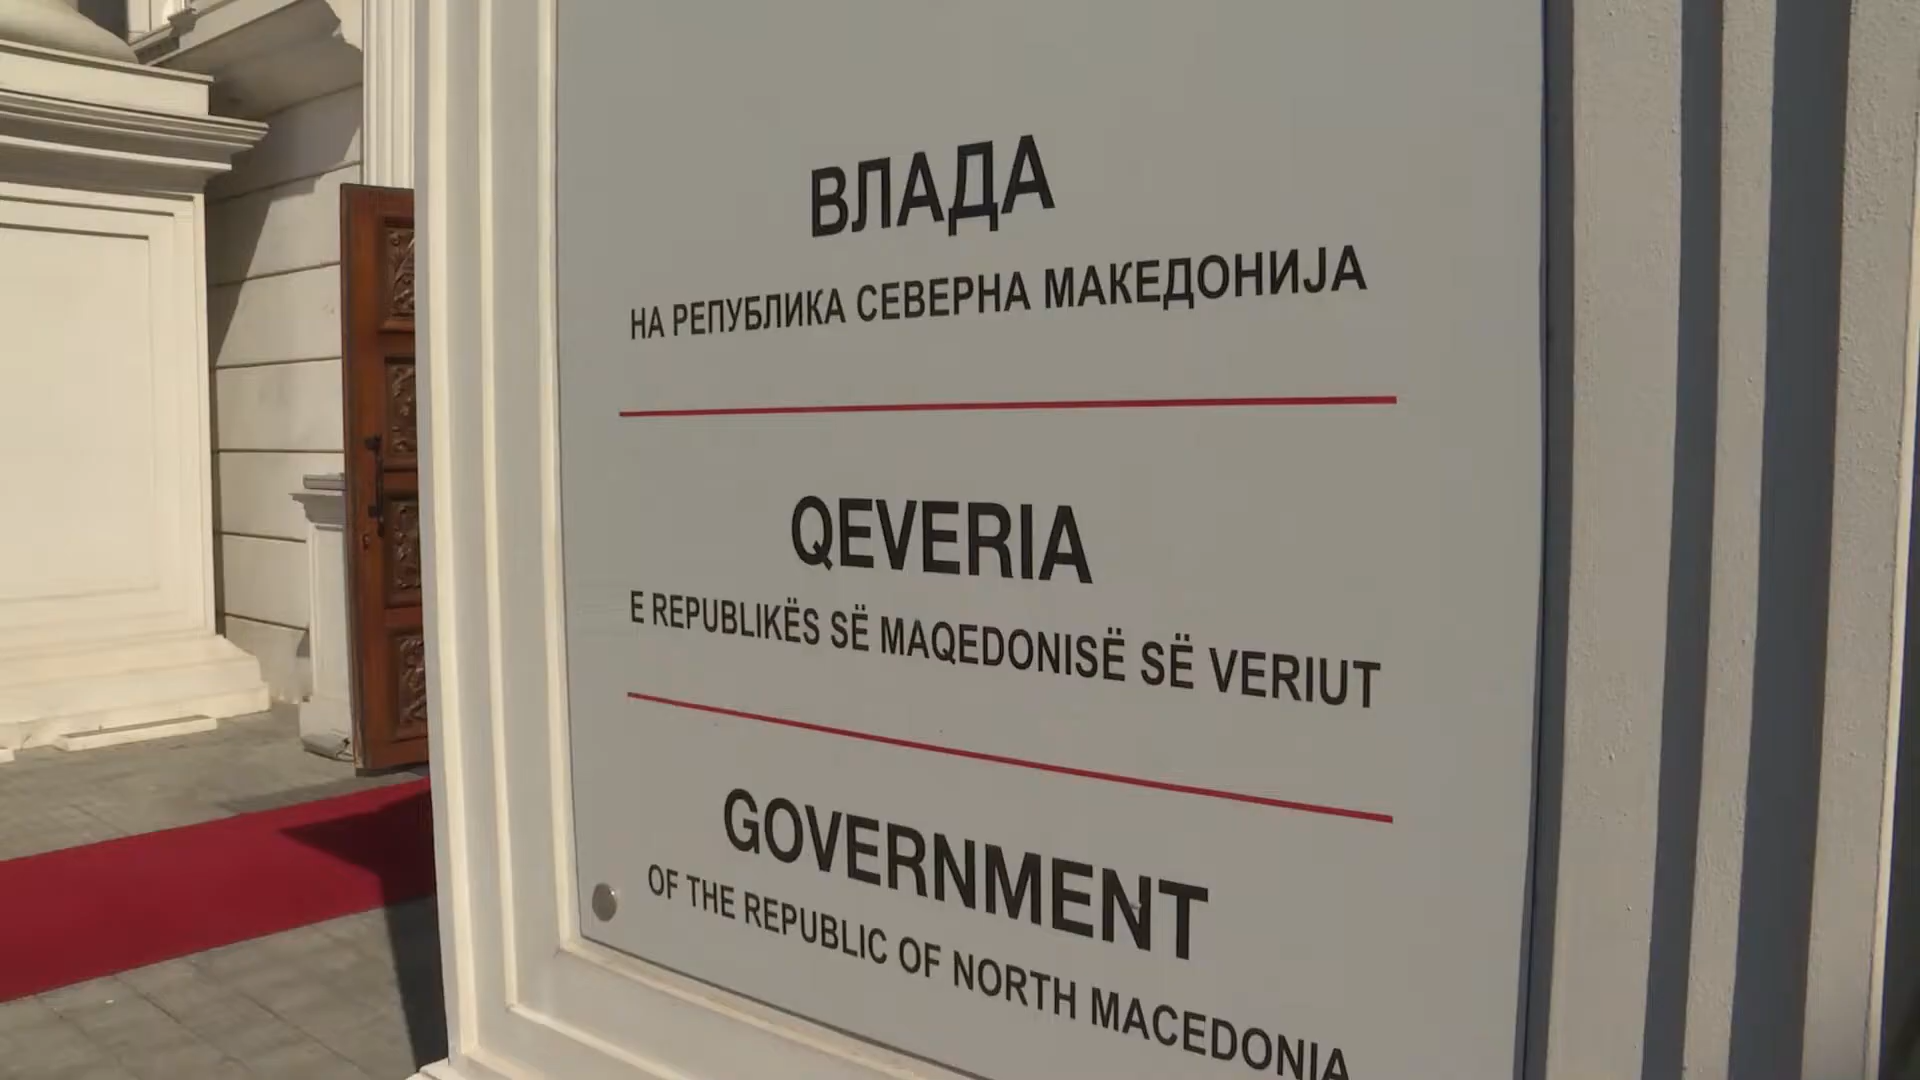 ВЛАДА
НА РЕПУБЛИКА СЕВЕРНА МАКЕДОНИЈА
QEVERIA
E REPUBLIKËS SË MAQEDONISË SË VERIUT
GOVERNMENT
OF THE REPUBLIC OF NORTH MACEDONIA